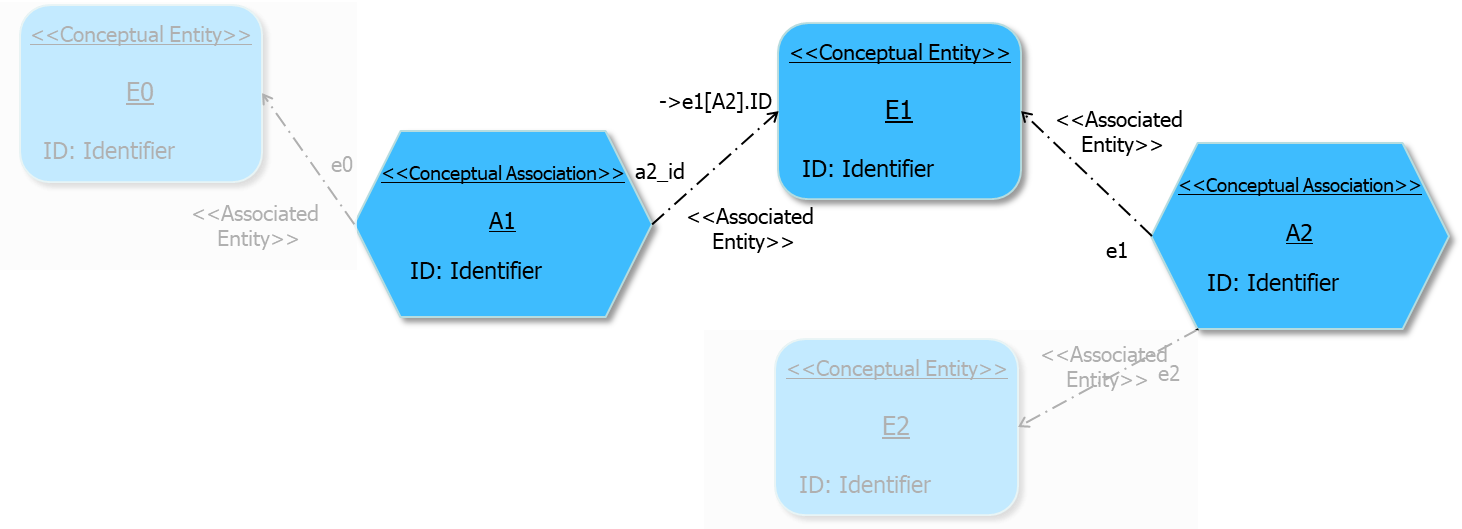 <<Conceptual Entity>>
E0
ID: Identifier
e0
<<Associated
Entity>>
<<Conceptual Association>>
A1
ID: Identifier
->e1[A2].ID
a2_id
<<Associated
Entity>>
<<Conceptual Entity>>
E1
ID: Identifier
<<Associated
Entity>>
e1
<<Conceptual Association>>
A2
ID: Identifier
<<Associated
Entity>>
e2
<<Conceptual Entity>>
E2
ID: Identifier